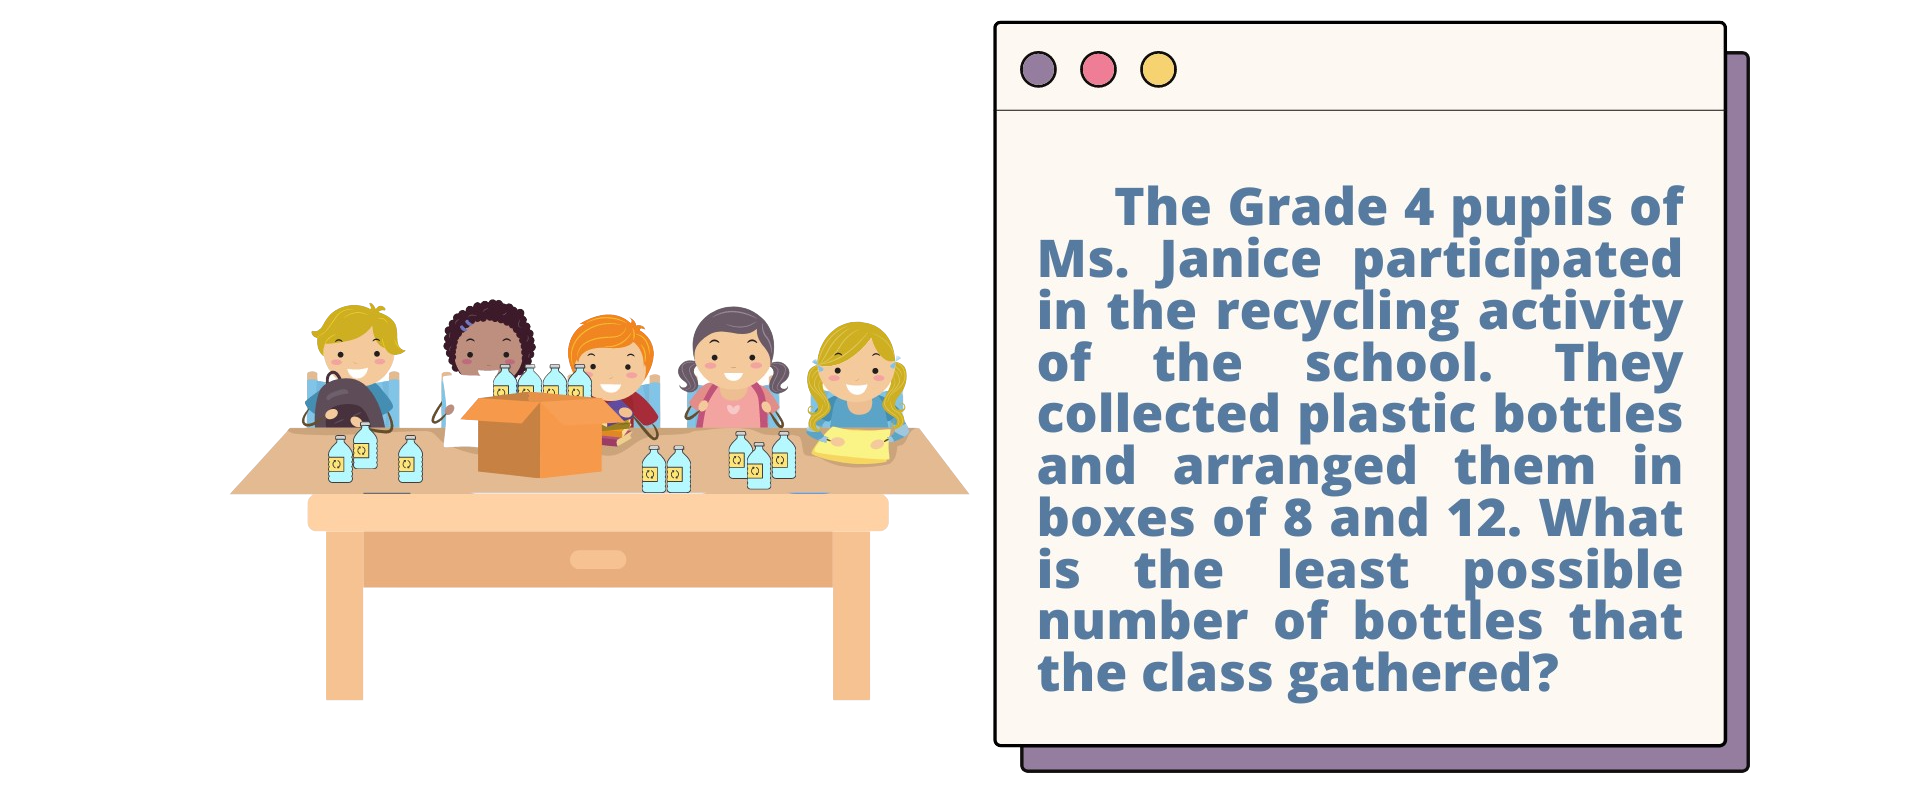 The Grade 4 pupils of
Ms. Janice participated
in the recycling activity
of the school. They
collected plastic bottles
and arranged them in
boxes of 8 and 12. What
is the least possible
number of bottles that
the class gathered?